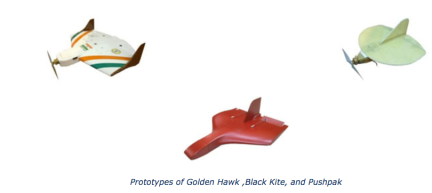 Prototypes of Golden Hawk ,Black Kite, and Pushpak